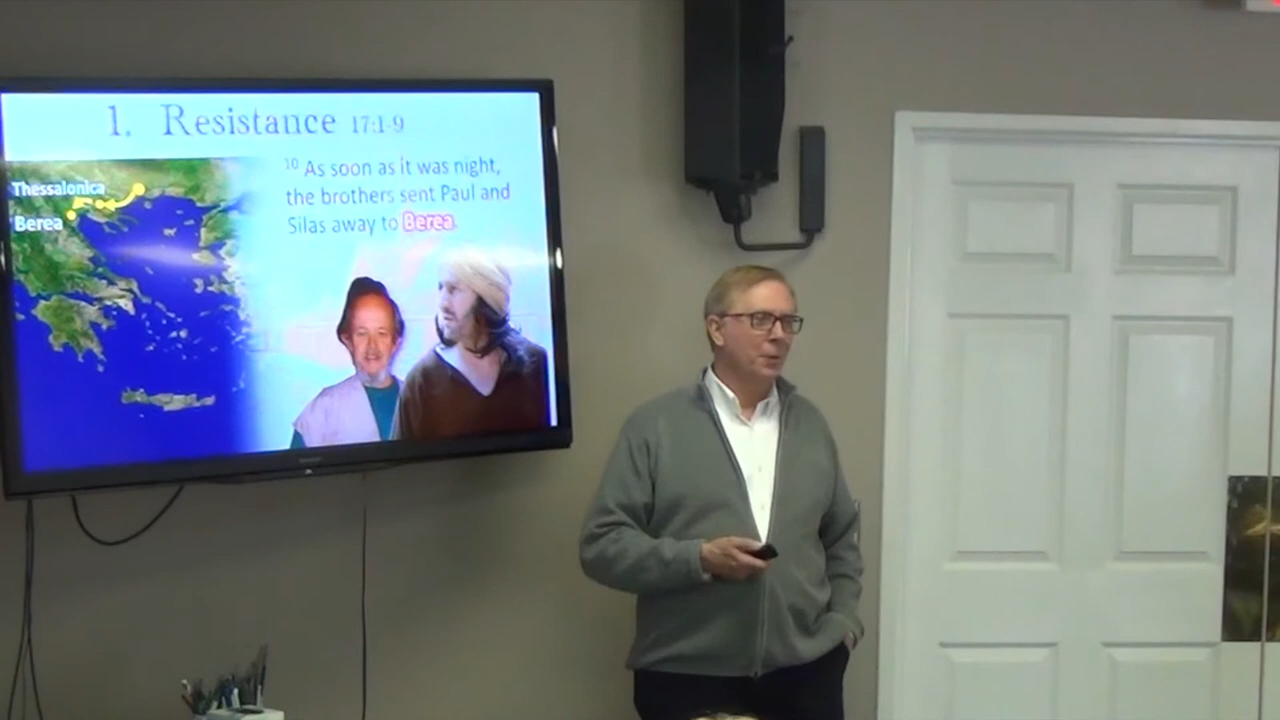 1. Resistance 17:1-9
Thessalonica
Berea
10 As soon as it was night,
the brothers sent Paul and
Silas away to Berea.